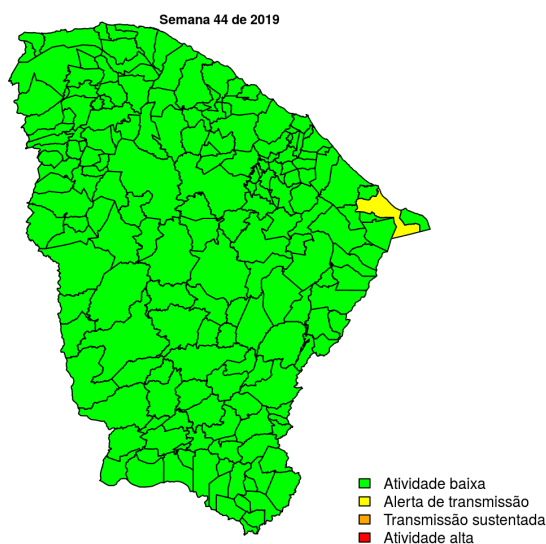 Semana 44 de 2019
Atividade baixa
Alerta de transmissão
Transmissão sustentada
Atividade alta